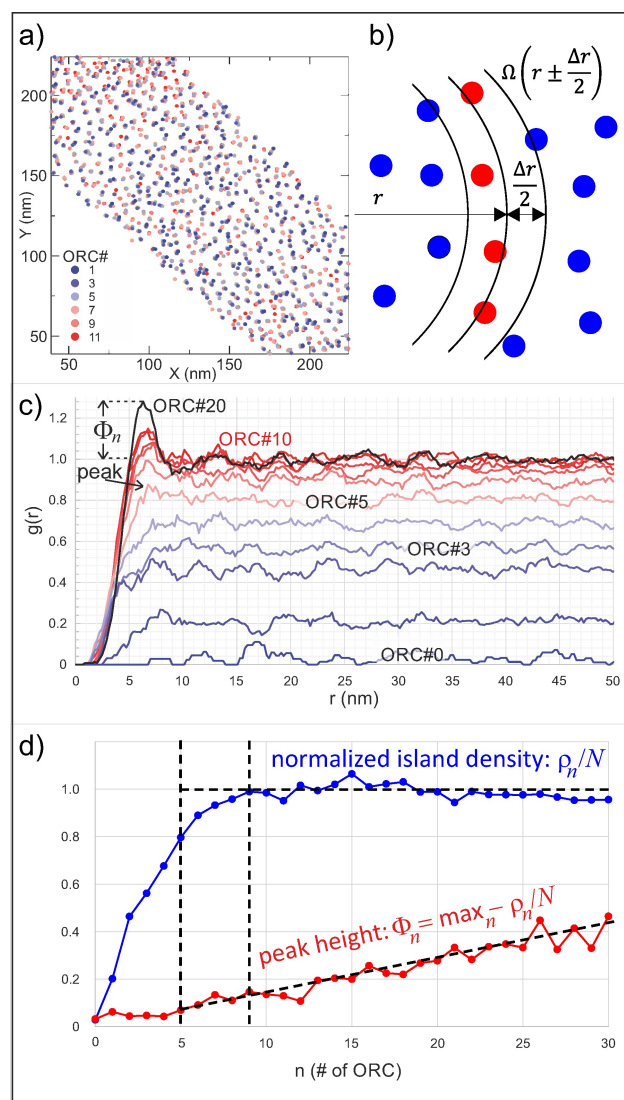 a)
Y (nm)
200
150
100
50
ORC#
1
3
5
7
9
11
50
100
150
200
X (nm)
b)
Ω(r ± Δr/2)
r
Δr/2
c)
1.2
1.0
0.8
0.6
0.4
0.2
0
g(r)
Φn
peak
ORC#20
ORC#10
ORC#5
ORC#3
ORC#0
0 5 10 15 20 25 30 35 40 45 50
r (nm)
d)
normalized island density: ρn/N
1.0
0.8
0.6
0.4
0.2
0
peak height: Φn = maxn − ρn/N
0 5 10 15 20 25 30
n (# of ORC)